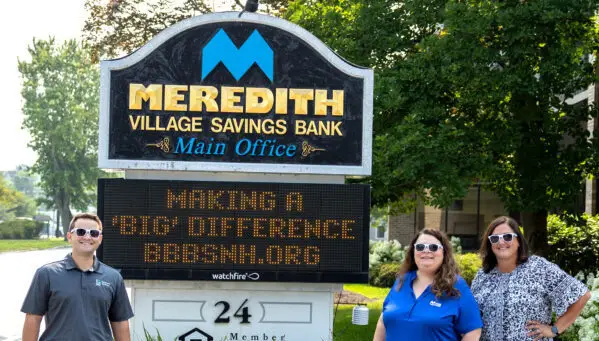 MEREDITH
VILLAGE SAVINGS BANK
Main Office
MAKING A
'BIG' DIFFERENCE
BBBSNH.ORG
watchfire
24
Member